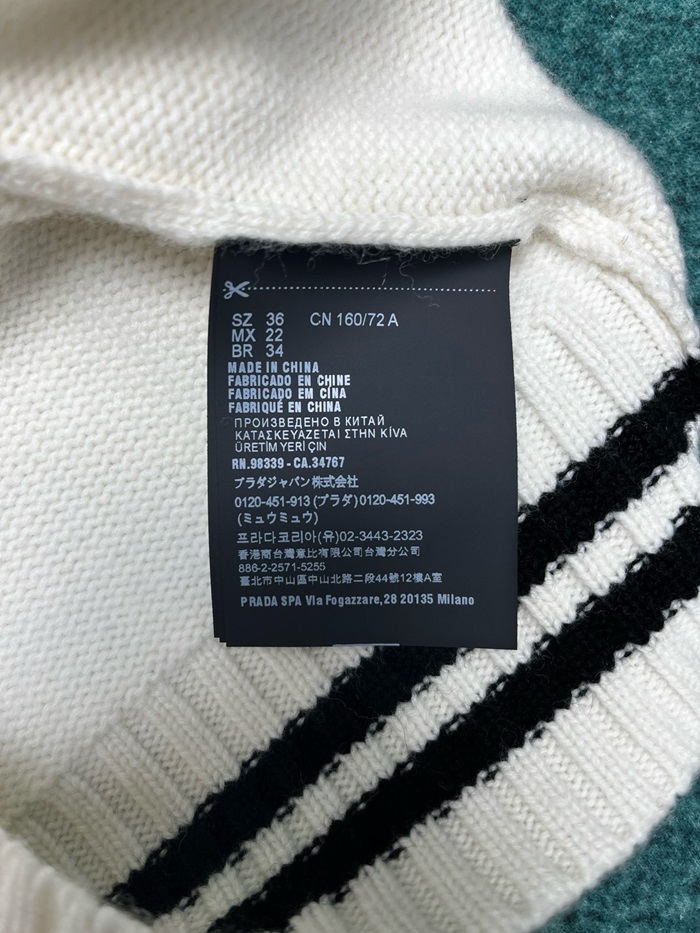 SZ 36 CN 160/72 A
MX 22
BR 34
MADE IN CHINA
FABRICADO EN CHINE
FABRICADO EM CÍNA
FABRIQUÉ EN CHINA
ПРОИЗВЕДЕНО В КИТАЙ
ΚΑΤΑΣΚΕΥΑΖΕΤΑΙ ΣΤΗΝ ΚΊVA
ÜRETİM YERİ ÇIN
RN.98339 - CA.34767
プラダジャパン株式会社
0120-451-913 (プラダ) 0120-451-993
(ミュウミュウ)
프라다코리아(유)02-3443-2323
香港商台灣意比有限公司台灣分公司
886-2-2571-5255
臺北市中山區中山北路二段44號12樓A室
PRADA SPA VIa Fogazzare,28 20135 Milano